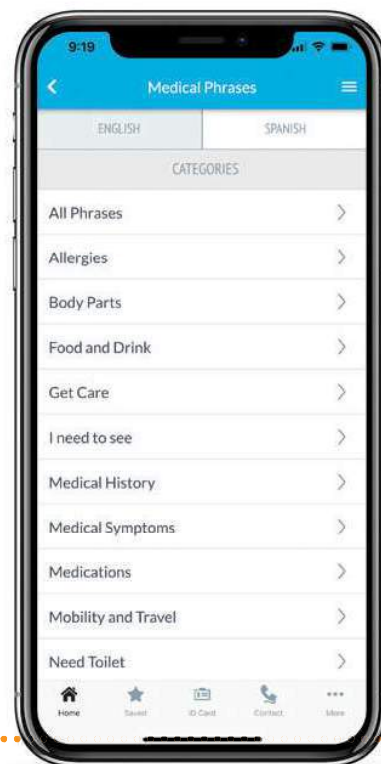 9:19
Medical Phrases
ENGLISH SPANISH
CATEGORIES
All Phrases
Allergies
Body Parts
Food and Drink
Get Care
I need to see
Medical History
Medical Symptoms
Medications
Mobility and Travel
Need Toilet
Home Saved ID Card Contact More